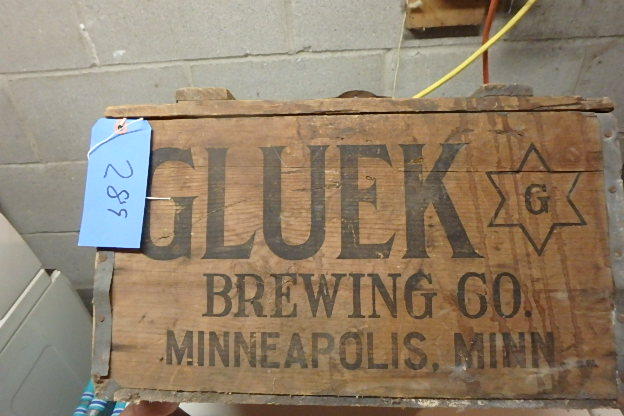 289
GLUEK
G
BREWING CO.
MINNEAPOLIS, MINN